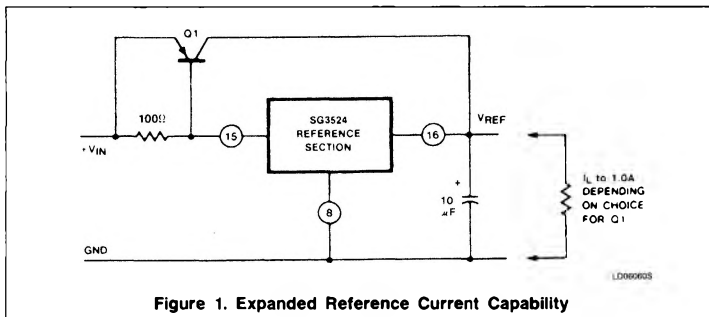 Q1
100Ω
+VIN
15
SG3524
REFERENCE
SECTION
16
VREF
8
+
10
μF
IL to 1.0A
DEPENDING
ON CHOICE
FOR Q1
GND
LD06060S
Figure 1. Expanded Reference Current Capability